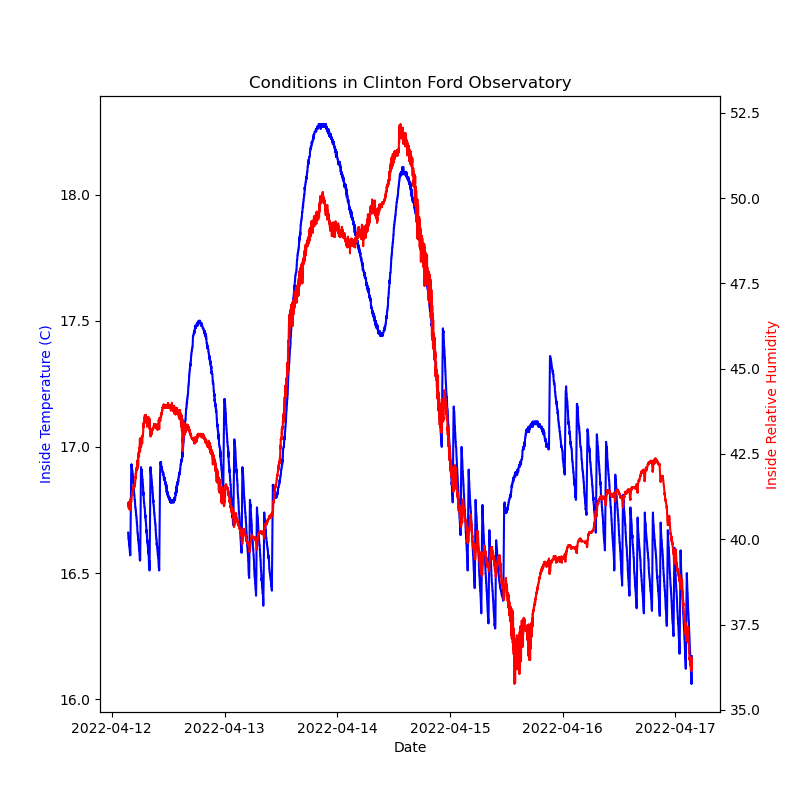 Conditions in Clinton Ford Observatory
52.5
18.0
50.0
47.5
17.5
45.0
Inside Temperature (C)
Inside Relative Humidity
17.0
42.5
40.0
16.5
37.5
16.0
35.0
2022-04-12 2022-04-13 2022-04-14 2022-04-15 2022-04-16 2022-04-17
Date